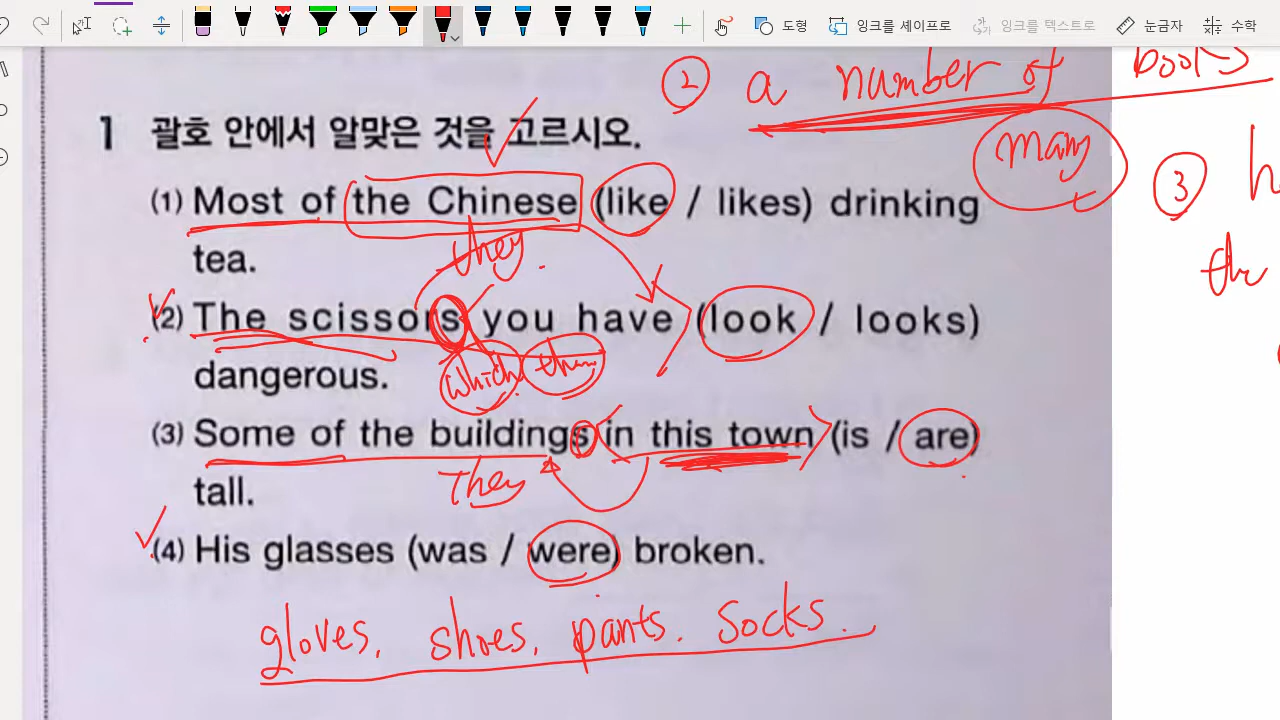 도형 잉크를 셰이프로 잉크를 텍스트로 눈금자 수학
② a number of books
many
③
the
1 괄호 안에서 알맞은 것을 고르시오.
(1) Most of the Chinese (like / likes) drinking
tea.
they
(2) The scissors you have (look / looks)
dangerous.
which them
(3) Some of the buildings in this town (is / are)
tall.
They
(4) His glasses (was / were) broken.
gloves, shoes, pants. socks.